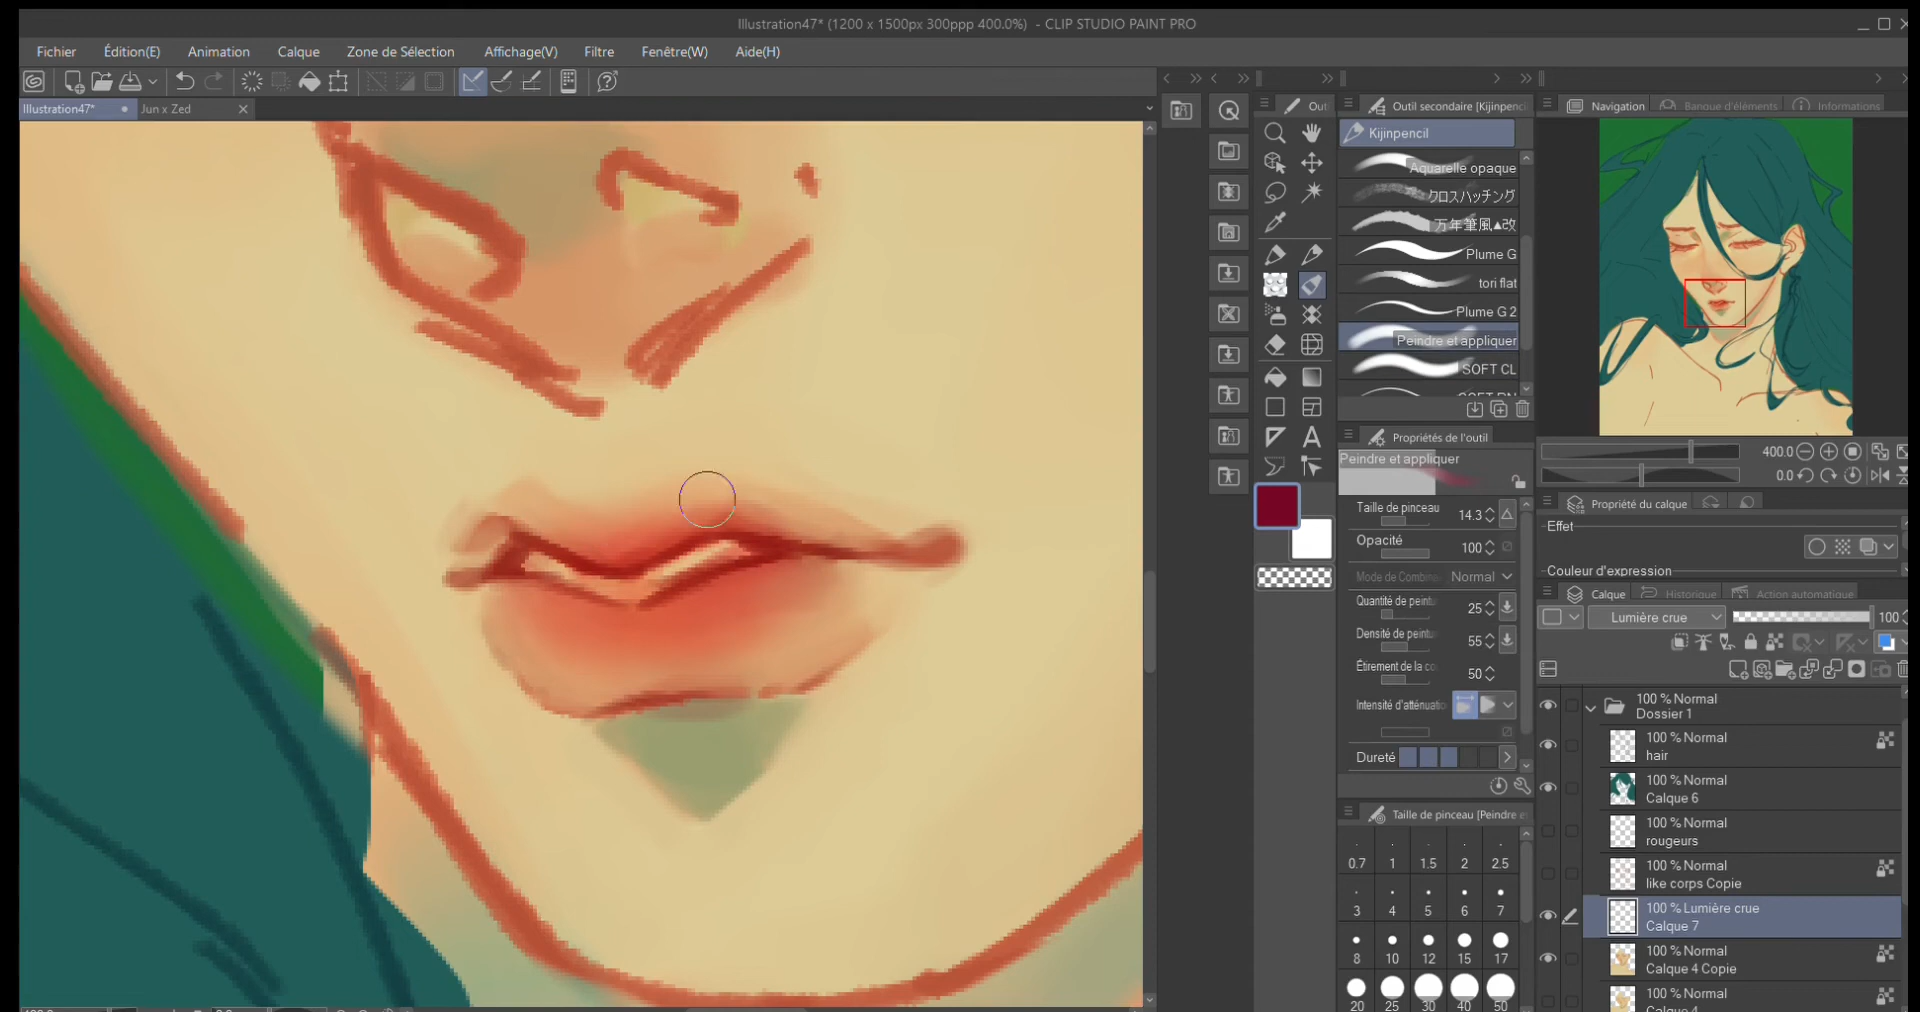 Illustration47* (1200 x 1500px 300ppp 400.0%) - CLIP STUDIO PAINT PRO
Fichier Édition(E) Animation Calque Zone de Sélection Affichage(V) Filtre Fenêtre(W) Aide(H)
Illustration47* Jun x Zed
Outi
Outil secondaire [Kijinpencil
Kijinpencil
Aquarelle opaque
クロスハッチング
万年筆風▲改
Plume G
tori flat
Plume G 2
Peindre et appliquer
SOFT CL
Propriétés de l'outil
Peindre et appliquer
Taille de pinceau 14.3
Opacité 100
Mode de Combin Normal
Quantité de peintu 25
Densité de peintu 55
Étirement de la co 50
Intensité d'atténuatio
Dureté
Taille de pinceau [Peindre et
0.7 1 1.5 2 2.5
3 4 5 6 7
8 10 12 15 17
20 25 30 40 50
Navigation Banque d'éléments Informations
400.0
0.0
Propriété du calque
Effet
Couleur d'expression
Calque Historique Action automatique
Lumière crue 100
100 % Normal
Dossier 1
100 % Normal
hair
100 % Normal
Calque 6
100 % Normal
rougeurs
100 % Normal
like corps Copie
100 % Lumière crue
Calque 7
100 % Normal
Calque 4 Copie
100 % Normal
Calque 4